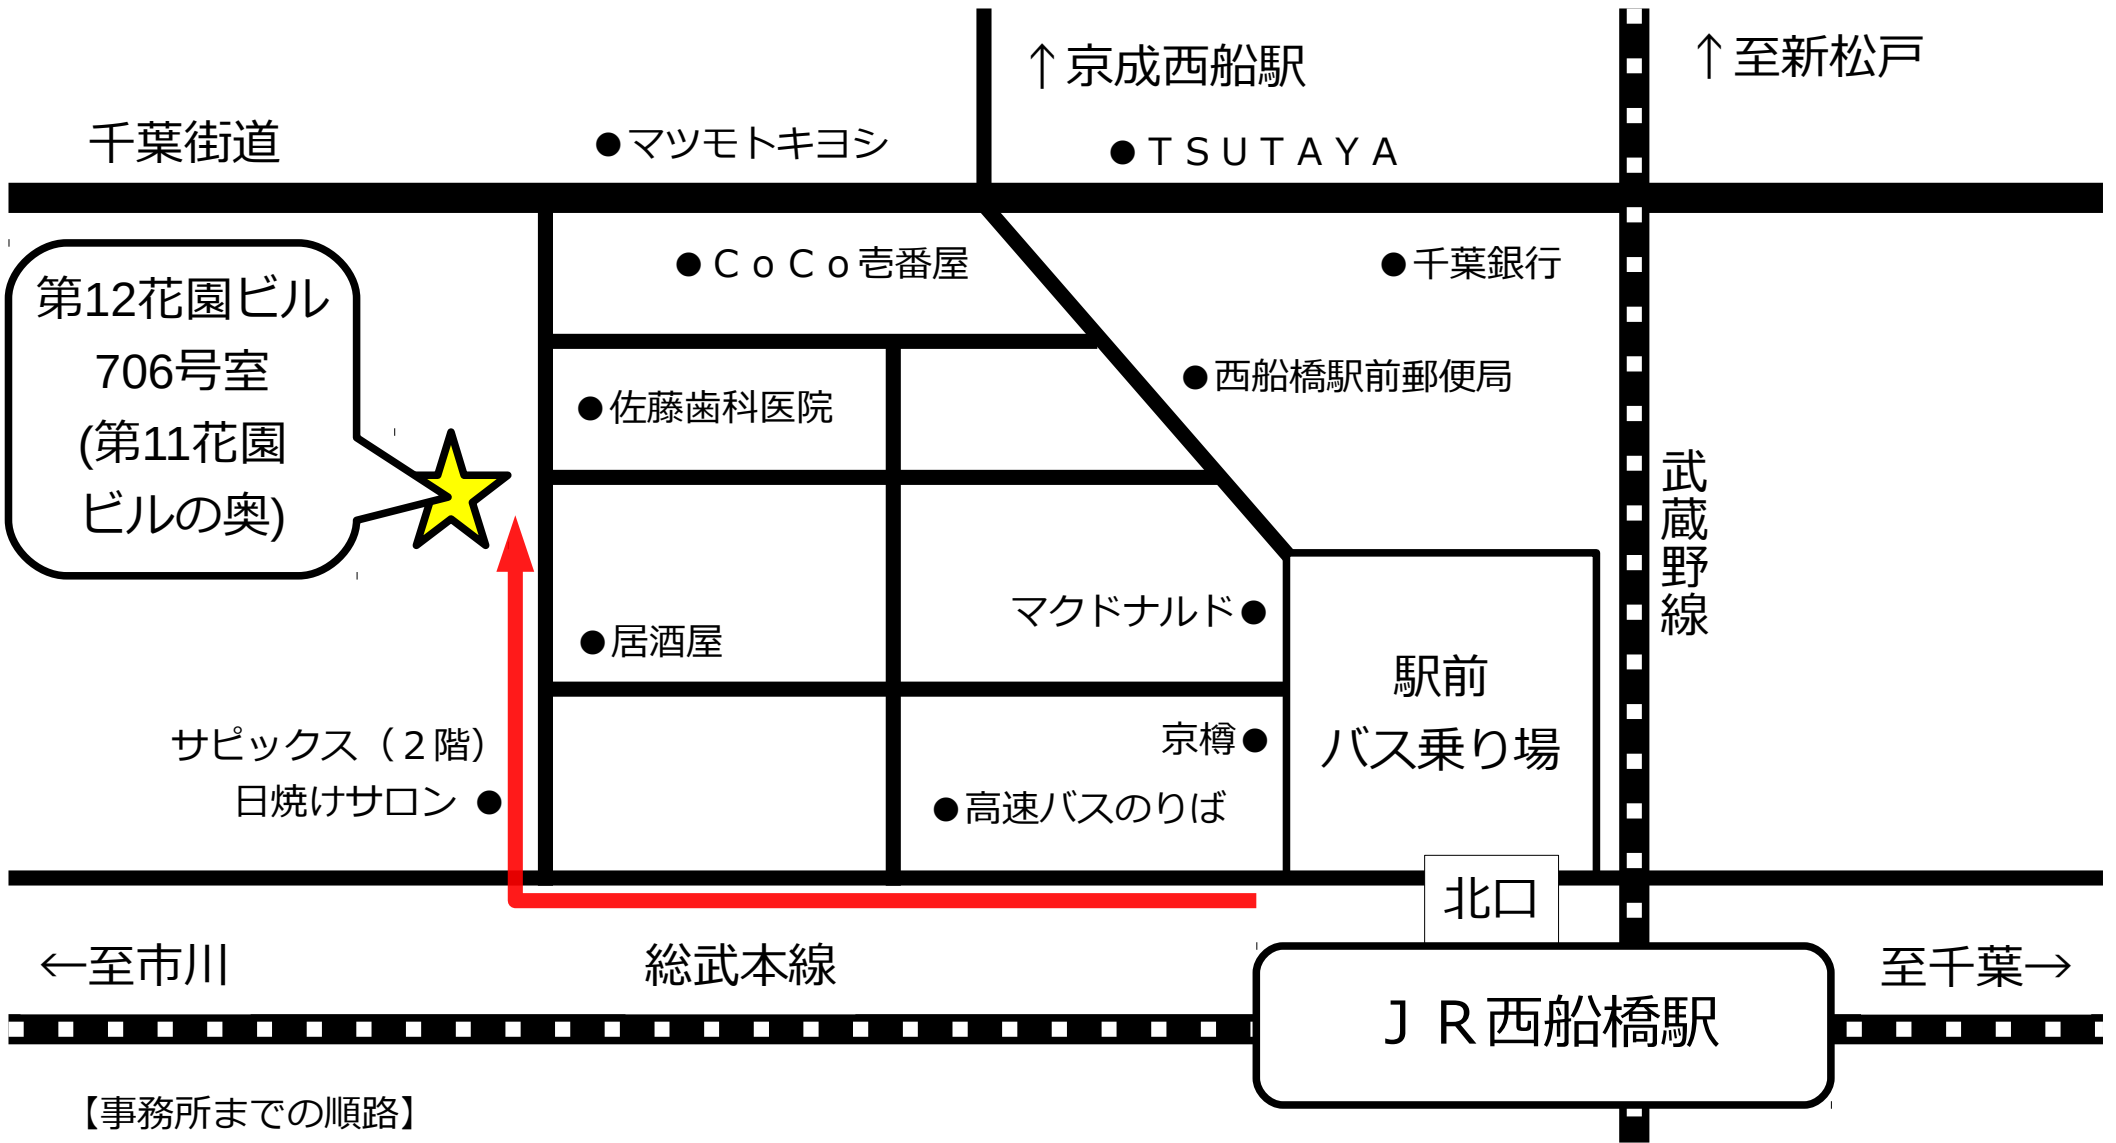 ↑京成西船駅
↑至新松戸
千葉街道
●マツモトキヨシ
●ＴＳＵＴＡＹＡ
●ＣｏＣｏ壱番屋
●千葉銀行
第12花園ビル
706号室
(第11花園
ビルの奥)
●西船橋駅前郵便局
●佐藤歯科医院
武蔵野線
マクドナルド●
●居酒屋
駅前
バス乗り場
サピックス（２階）
日焼けサロン ●
京樽●
●高速バスのりば
北口
←至市川
総武本線
至千葉→
ＪＲ西船橋駅
【事務所までの順路】